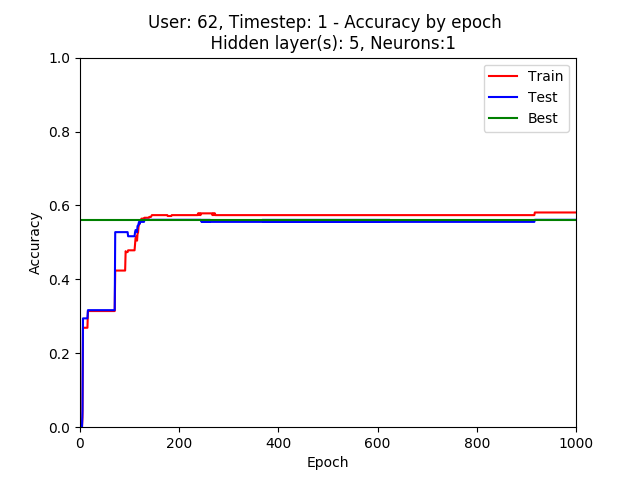 User: 62, Timestep: 1 - Accuracy by epoch
Hidden layer(s): 5, Neurons:1
1.0
Train
Test
Best
0.8
0.6
Accuracy
0.4
0.2
0.0
0 200 400 600 800 1000
Epoch